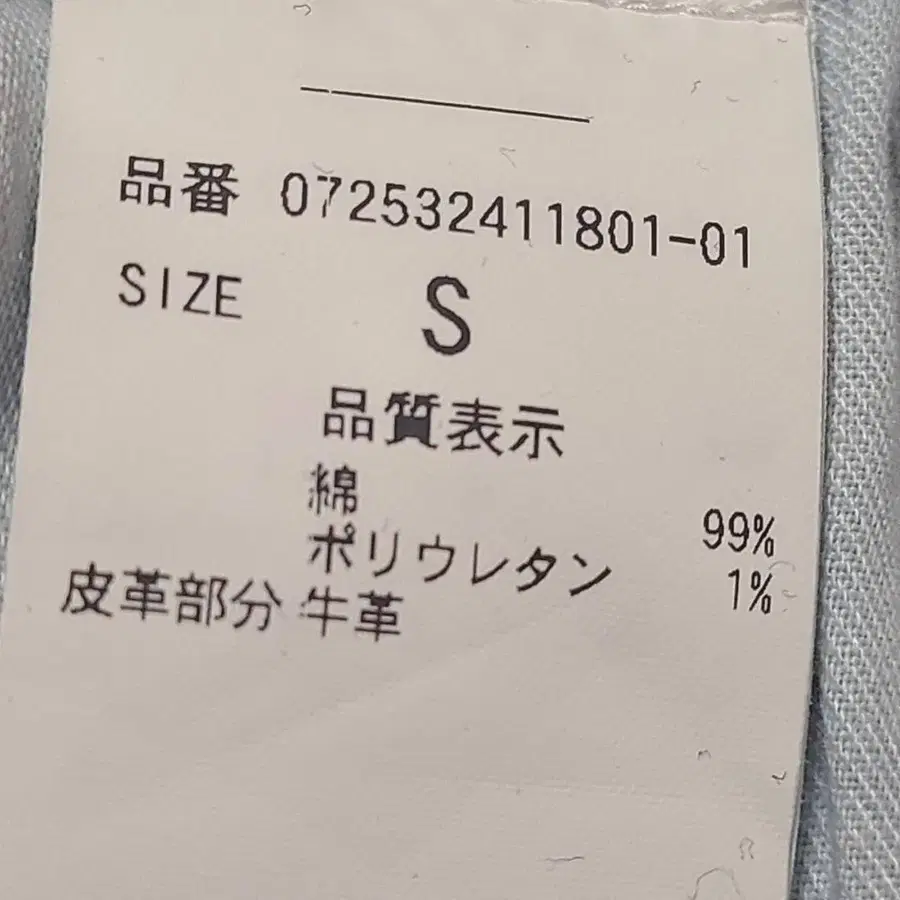 品番 072532411801-01
SIZE S
品質表示
綿 99%
ポリウレタン 1%
皮革部分 牛革